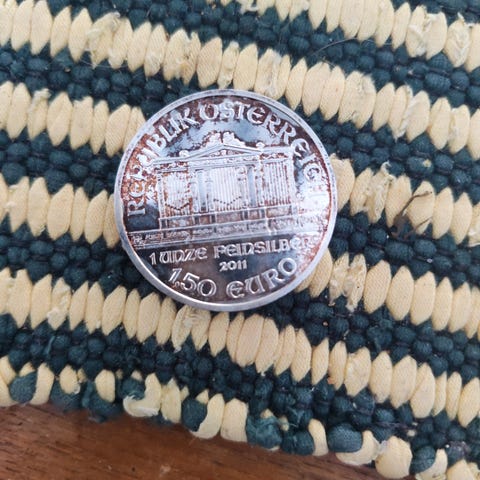 REPUBLIK ÖSTERREICH
1 UNZE FEINSILBER
2011
1,50 EURO